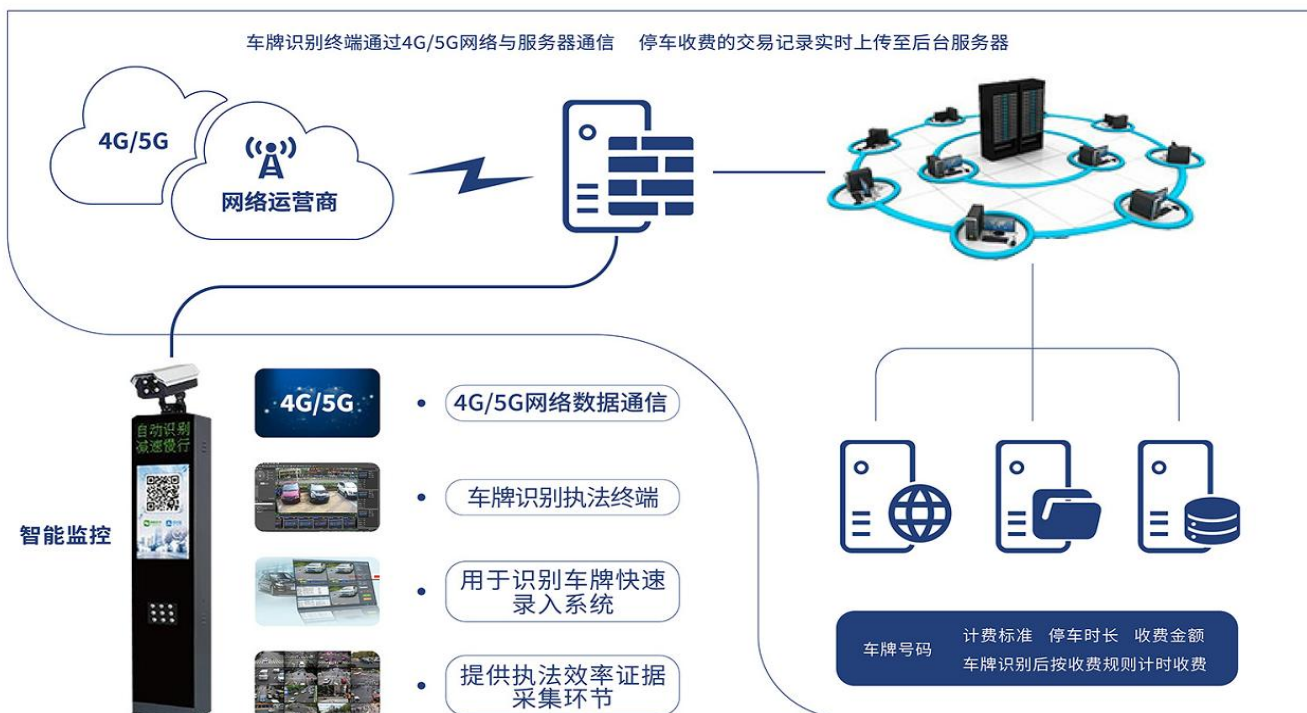 车牌识别终端通过4G/5G网络与服务器通信 停车收费的交易记录实时上传至后台服务器
4G/5G
网络运营商
自动识别
减速慢行
智能监控
4G/5G
4G/5G网络数据通信
车牌识别执法终端
用于识别车牌快速
录入系统
提供执法效率证据
采集环节
车牌号码
计费标准 停车时长 收费金额
车牌识别后按收费规则计时收费